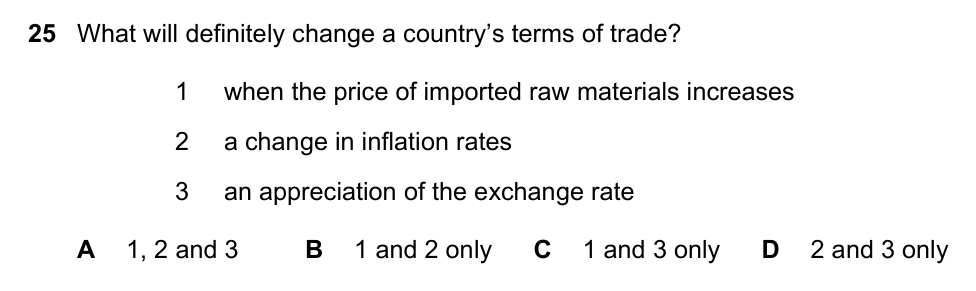 25 What will definitely change a country’s terms of trade?
1 when the price of imported raw materials increases
2 a change in inflation rates
3 an appreciation of the exchange rate
A 1, 2 and 3 B 1 and 2 only C 1 and 3 only D 2 and 3 only